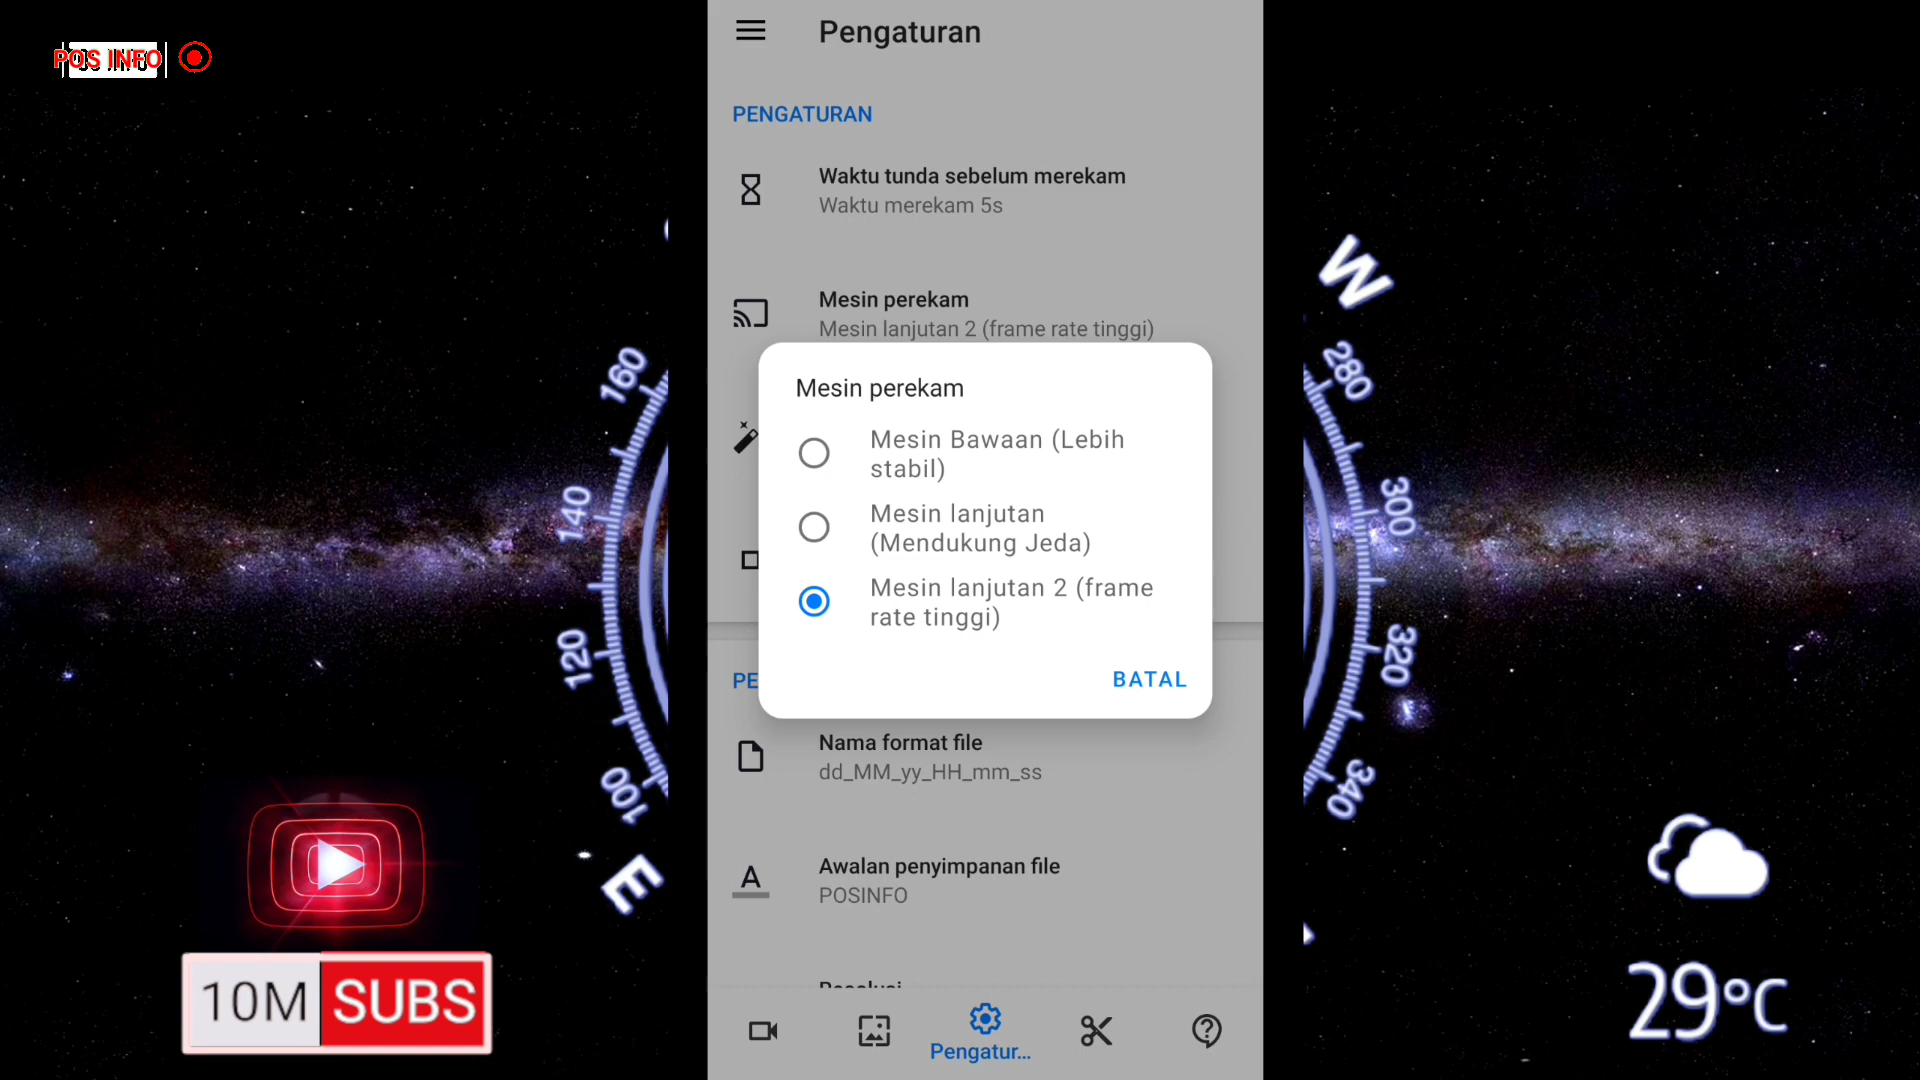 POS INFO
Pengaturan
PENGATURAN
Waktu tunda sebelum merekam
Waktu merekam 5s
Mesin perekam
Mesin lanjutan 2 (frame rate tinggi)
Mesin perekam
Mesin Bawaan (Lebih
stabil)
Mesin lanjutan
(Mendukung Jeda)
Mesin lanjutan 2 (frame
rate tinggi)
BATAL
PE
Nama format file
dd_MM_yy_HH_mm_ss
A
Awalan penyimpanan file
POSINFO
Resolusi
Pengatur...
160
140
120
100
E
W
280
300
320
340
10M SUBS
29°C